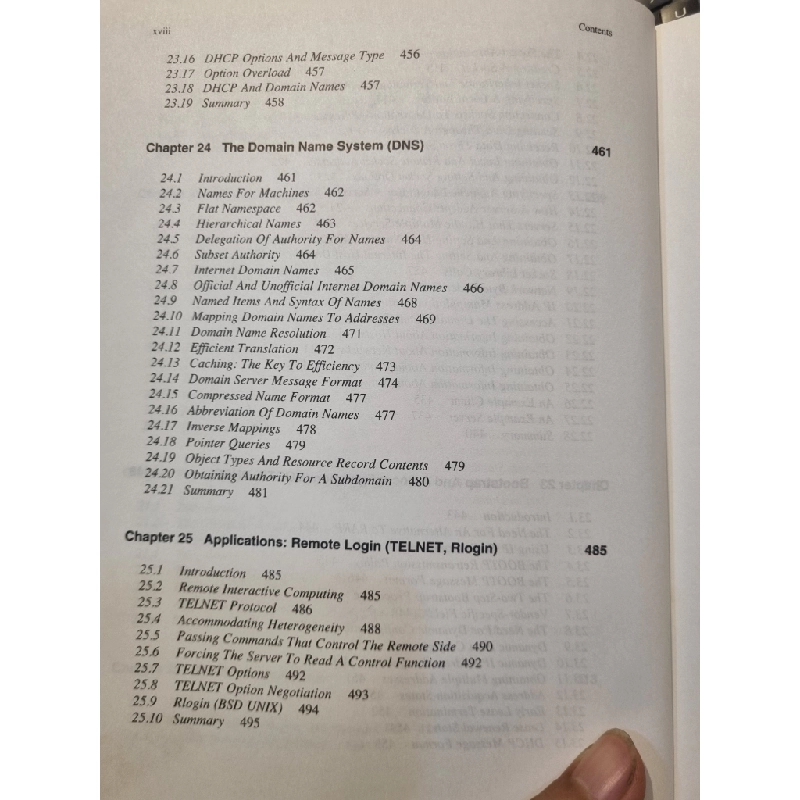 xviii Contents
23.16 DHCP Options And Message Type 456
23.17 Option Overload 457
23.18 DHCP And Domain Names 457
23.19 Summary 458
Chapter 24 The Domain Name System (DNS) 461
24.1 Introduction 461
24.2 Names For Machines 462
24.3 Flat Namespace 462
24.4 Hierarchical Names 463
24.5 Delegation Of Authority For Names 464
24.6 Subset Authority 464
24.7 Internet Domain Names 465
24.8 Official And Unofficial Internet Domain Names 466
24.9 Named Items And Syntax Of Names 468
24.10 Mapping Domain Names To Addresses 469
24.11 Domain Name Resolution 471
24.12 Efficient Translation 472
24.13 Caching: The Key To Efficiency 473
24.14 Domain Server Message Format 474
24.15 Compressed Name Format 477
24.16 Abbreviation Of Domain Names 477
24.17 Inverse Mappings 478
24.18 Pointer Queries 479
24.19 Object Types And Resource Record Contents 479
24.20 Obtaining Authority For A Subdomain 480
24.21 Summary 481
Chapter 25 Applications: Remote Login (TELNET, Rlogin) 485
25.1 Introduction 485
25.2 Remote Interactive Computing 485
25.3 TELNET Protocol 486
25.4 Accommodating Heterogeneity 488
25.5 Passing Commands That Control The Remote Side 490
25.6 Forcing The Server To Read A Control Function 492
25.7 TELNET Options 492
25.8 TELNET Option Negotiation 493
25.9 Rlogin (BSD UNIX) 494
25.10 Summary 495